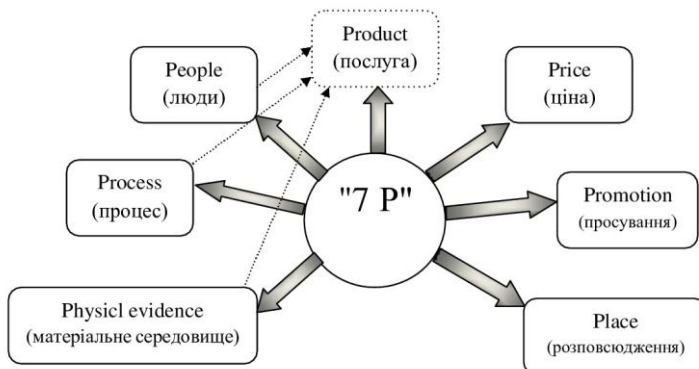 Product
(послуга)
People
(люди)
Price
(ціна)
Process
(процес)
"7 P"
Promotion
(просування)
Physicl evidence
(матеріальне середовище)
Place
(розповсюдження)